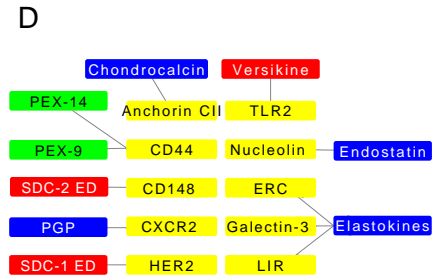 D
Chondrocalcin Versikine
PEX-14 Anchorin CII TLR2
PEX-9 CD44 Nucleolin Endostatin
SDC-2 ED CD148 ERC
PGP CXCR2 Galectin-3 Elastokines
SDC-1 ED HER2 LIR